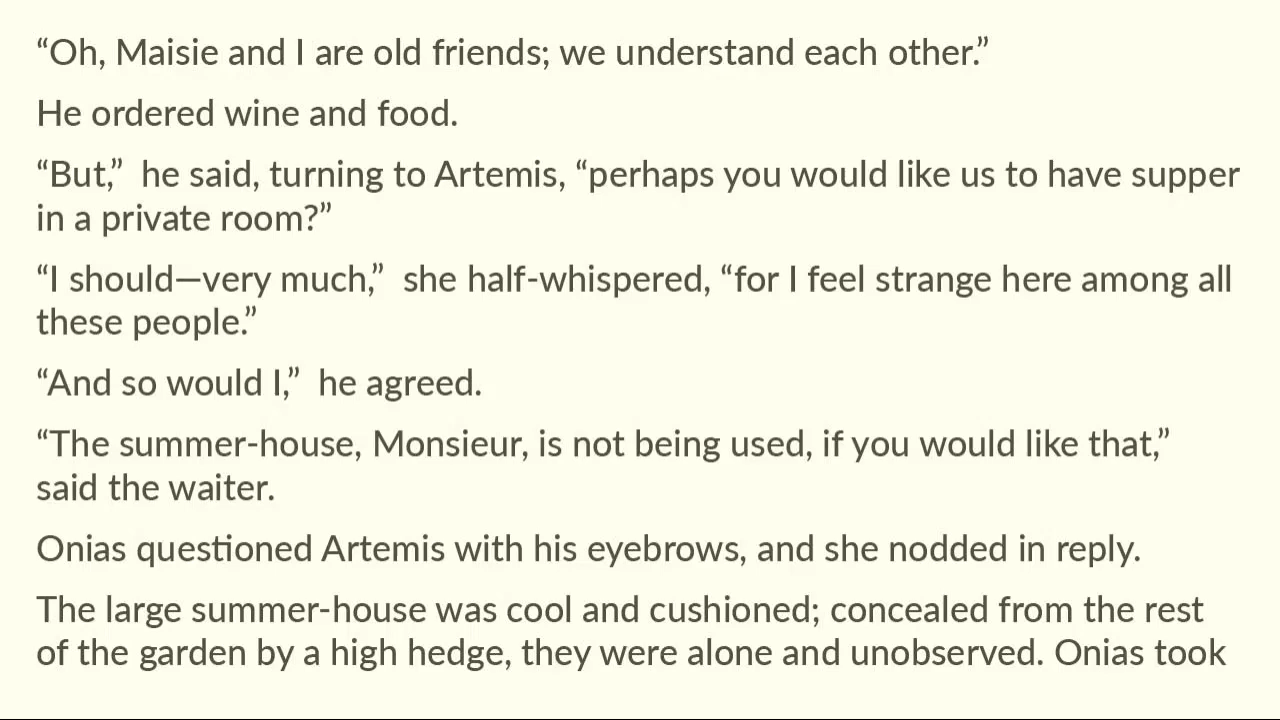 “Oh, Maisie and I are old friends; we understand each other.”
He ordered wine and food.
“But,”  he said, turning to Artemis, “perhaps you would like us to have supper
in a private room?”
“I should—very much,”  she half-whispered, “for I feel strange here among all
these people.”
“And so would I,”  he agreed.
“The summer-house, Monsieur, is not being used, if you would like that,”
said the waiter.
Onias questioned Artemis with his eyebrows, and she nodded in reply.
The large summer-house was cool and cushioned; concealed from the rest
of the garden by a high hedge, they were alone and unobserved. Onias took